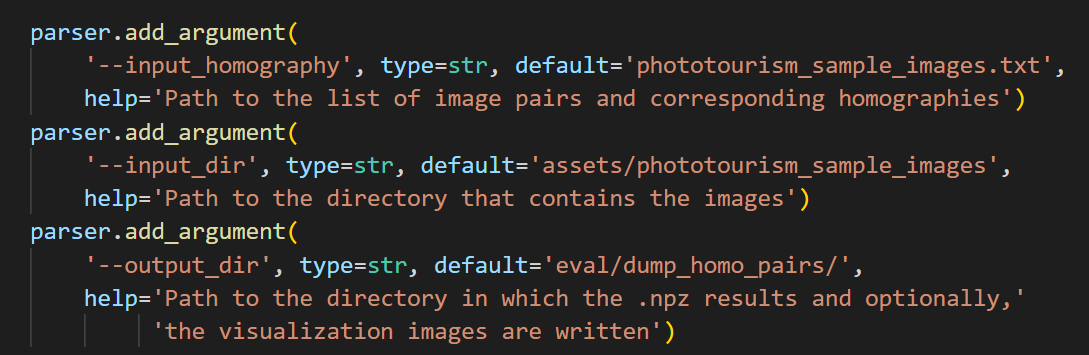 parser.add_argument(
'--input_homography', type=str, default='phototourism_sample_images.txt',
help='Path to the list of image pairs and corresponding homographies')
parser.add_argument(
'--input_dir', type=str, default='assets/phototourism_sample_images',
help='Path to the directory that contains the images')
parser.add_argument(
'--output_dir', type=str, default='eval/dump_homo_pairs/',
help='Path to the directory in which the .npz results and optionally,'
'the visualization images are written')